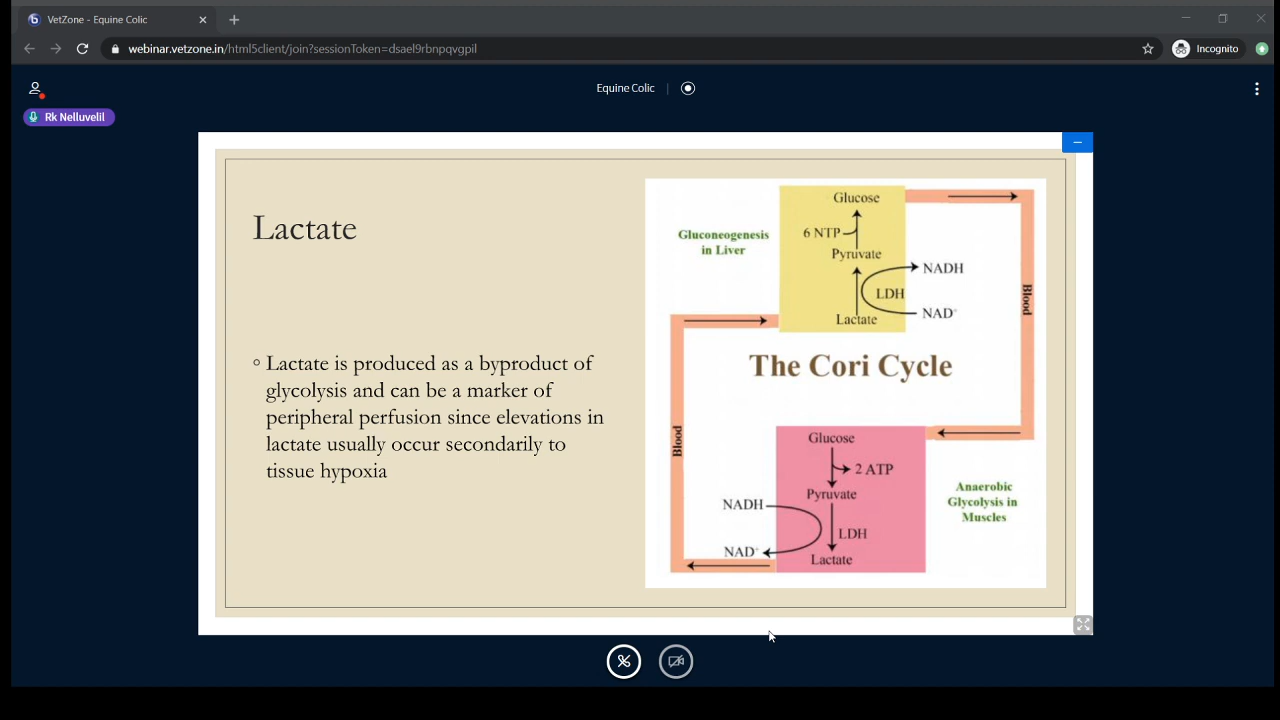 VetZone - Equine Colic
webinar.vetzone.in/html5client/join?sessionToken=dsael9rbnpqvgpil
Incognito
Equine Colic
Rk Nelluvelil
Lactate
Lactate is produced as a byproduct of
glycolysis and can be a marker of
peripheral perfusion since elevations in
lactate usually occur secondarily to
tissue hypoxia
Gluconeogenesis
in Liver
Glucose
6 NTP
Pyruvate
NADH
LDH
NAD⁺
Lactate
Blood
The Cori Cycle
Blood
Glucose
2 ATP
Pyruvate
NADH
LDH
NAD⁺
Lactate
Anaerobic
Glycolysis in
Muscles